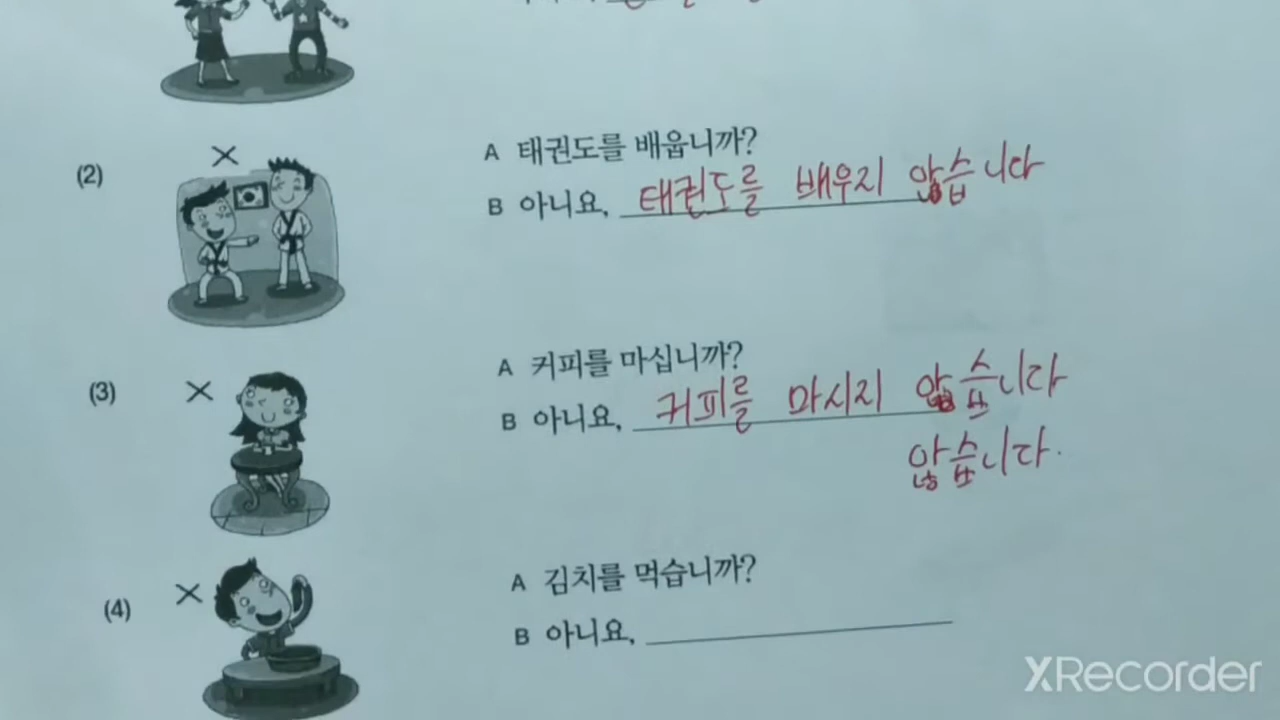 (2)
A 태권도를 배웁니까?
B 아니요, 태권도를 배우지 않습니다
(3)
A 커피를 마십니까?
B 아니요, 커피를 마시지 않습니다
않습니다.
(4)
A 김치를 먹습니까?
B 아니요,
XRecorder